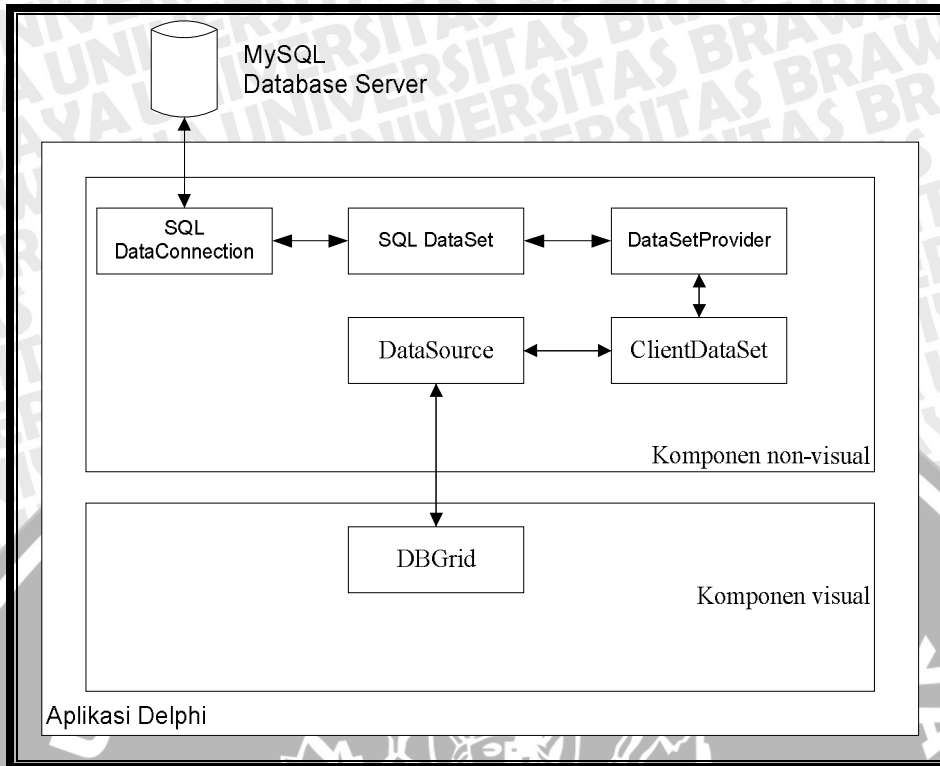 MySQL
Database Server
SQL
DataConnection
SQL DataSet
DataSetProvider
DataSource
ClientDataSet
Komponen non-visual
DBGrid
Komponen visual
Aplikasi Delphi